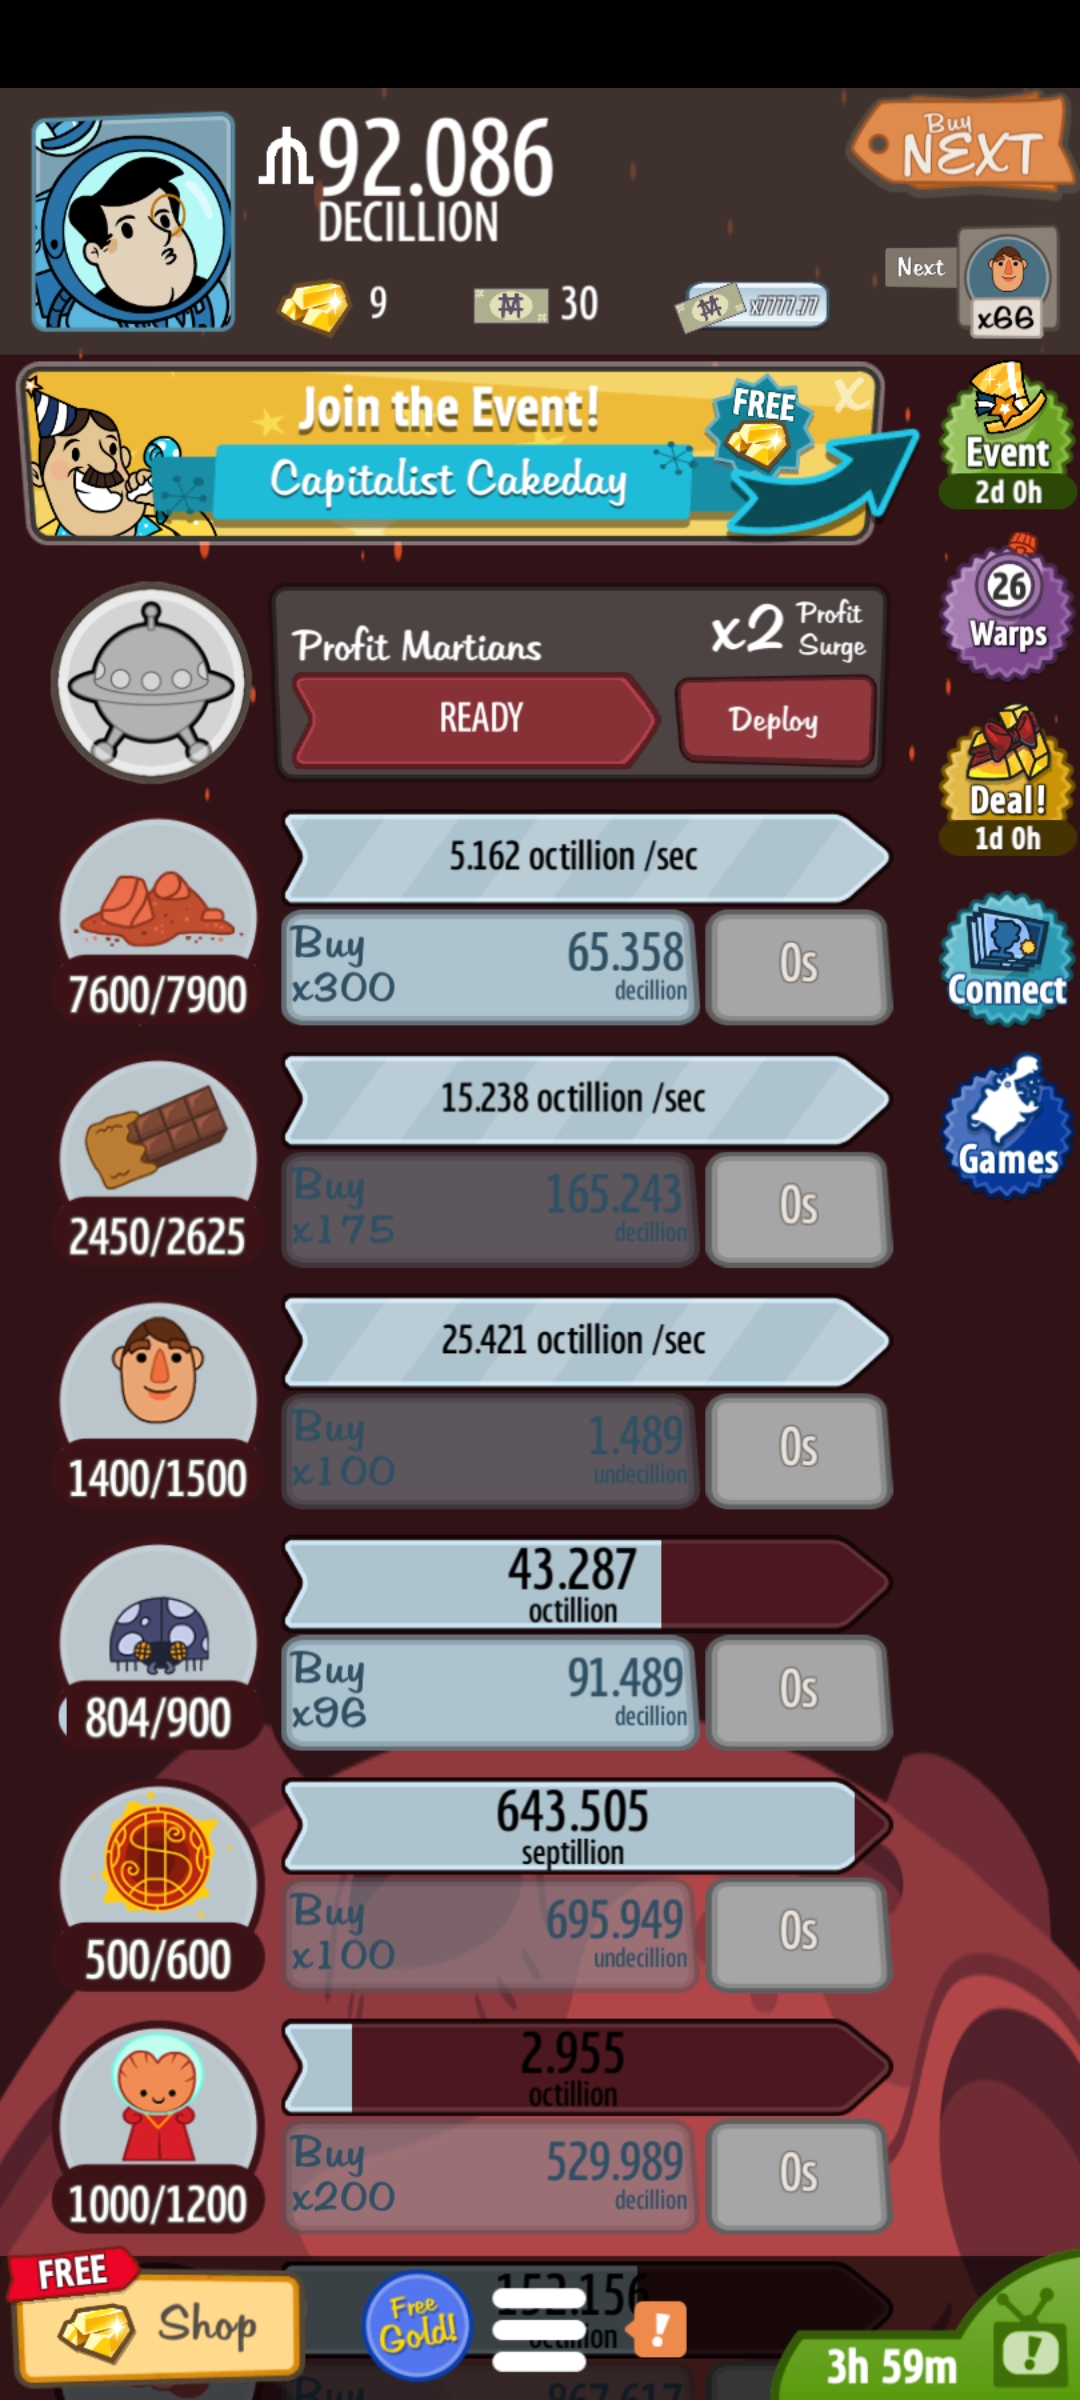 92.086
DECILLION
Buy
NEXT
9
30
x7777.77
Next
x66
Join the Event!
FREE
X
Capitalist Cakeday
Event
2d 0h
26
Warps
Profit Martians
x2 Profit Surge
READY
Deploy
Deal!
1d 0h
5.162 octillion /sec
7600/7900
Buy x300
65.358
decillion
0s
Connect
15.238 octillion /sec
2450/2625
Buy x175
165.243
decillion
0s
Games
25.421 octillion /sec
1400/1500
Buy x100
1.489
undecillion
0s
43.287
octillion
804/900
Buy x96
91.489
decillion
0s
643.505
septillion
500/600
Buy x100
695.949
undecillion
0s
2.955
octillion
1000/1200
Buy x200
529.989
decillion
0s
FREE
Shop
Free
Gold!
!
!
3h 59m
Buy